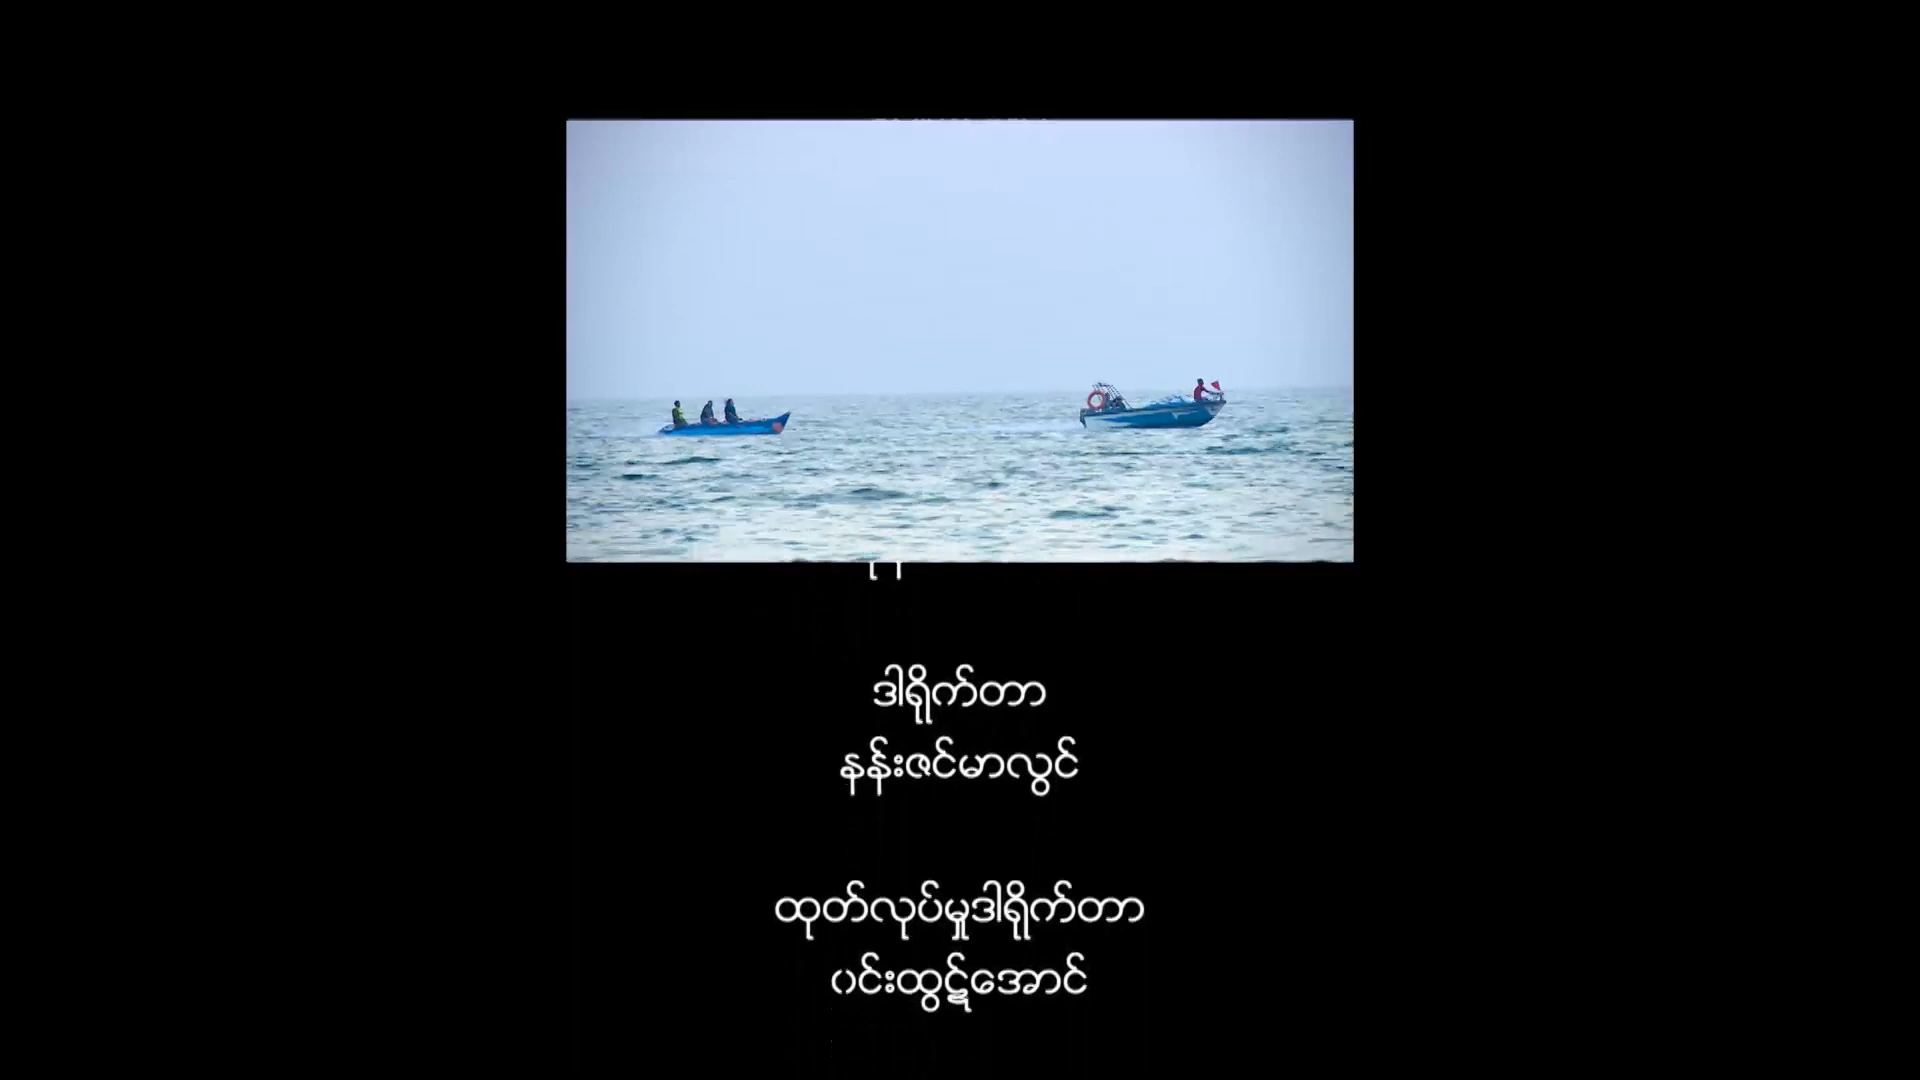 ဒါရိုက်တာ
နန်းဇင်မာလွင်
ထုတ်လုပ်မှုဒါရိုက်တာ
ဝင်းထွဋ်အောင်